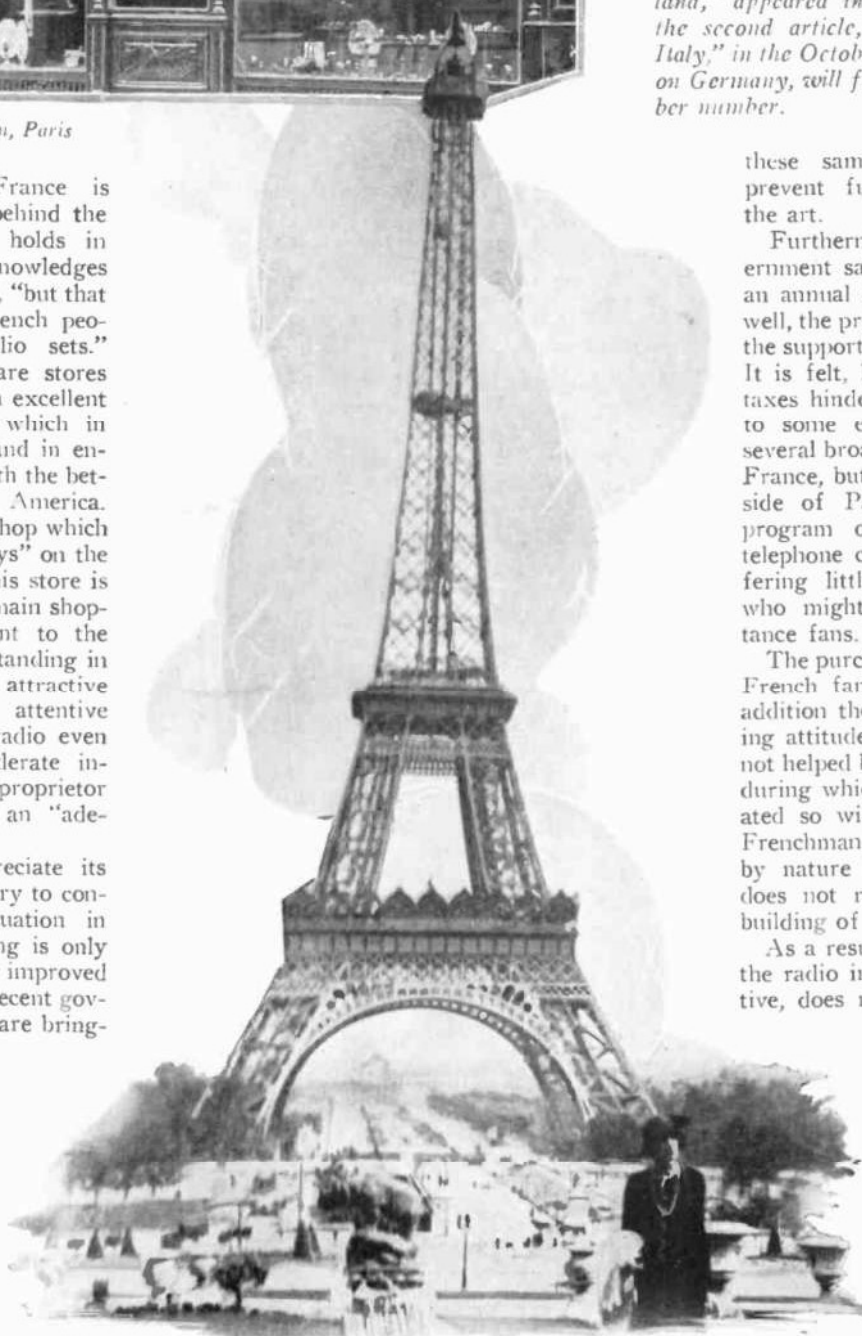 n, Paris
France is
behind the
holds in
nowledges
, "but that
ench peo-
lio sets."
are stores
excellent
which in
und in en-
th the bet-
America.
hop which
ys" on the
is store is
main shop-
nt to the
tanding in
attractive
attentive
adio even
lerate in-
proprietor
an "ade-
reciate its
ry to con-
uation in
ng is only
improved
ecent gov-
are bring-
land," appeared in
the second article,
Italy," in the Octob
on Germany, will f
ber number.
these sam
prevent fu
the art.
Furthern
ernment sa
an annual
well, the pr
the support
It is felt,
taxes hinde
to some e
several broa
France, but
side of P
program o
telephone o
fering littl
who might
tance fans.
The purc
French far
addition the
ing attitude
not helped b
during whic
ated so wi
Frenchman
by nature
does not r
building of
As a resu
the radio in
tive, does r